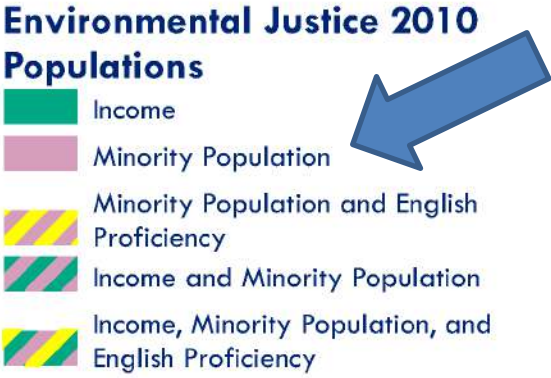 Environmental Justice 2010
Populations
Income
Minority Population
Minority Population and English
Proficiency
Income and Minority Population
Income, Minority Population, and
English Proficiency